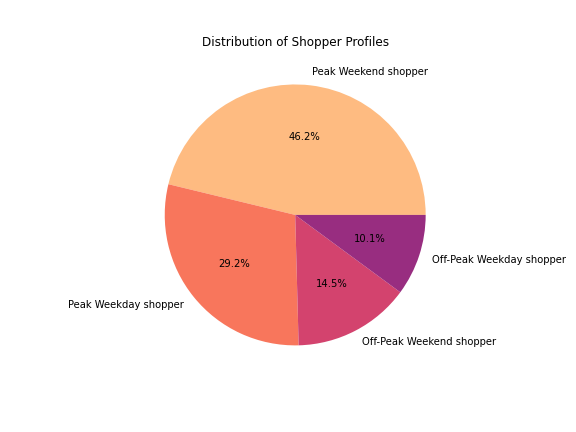 Distribution of Shopper Profiles
Peak Weekend shopper
46.2%
10.1%
Off-Peak Weekday shopper
29.2%
14.5%
Peak Weekday shopper
Off-Peak Weekend shopper